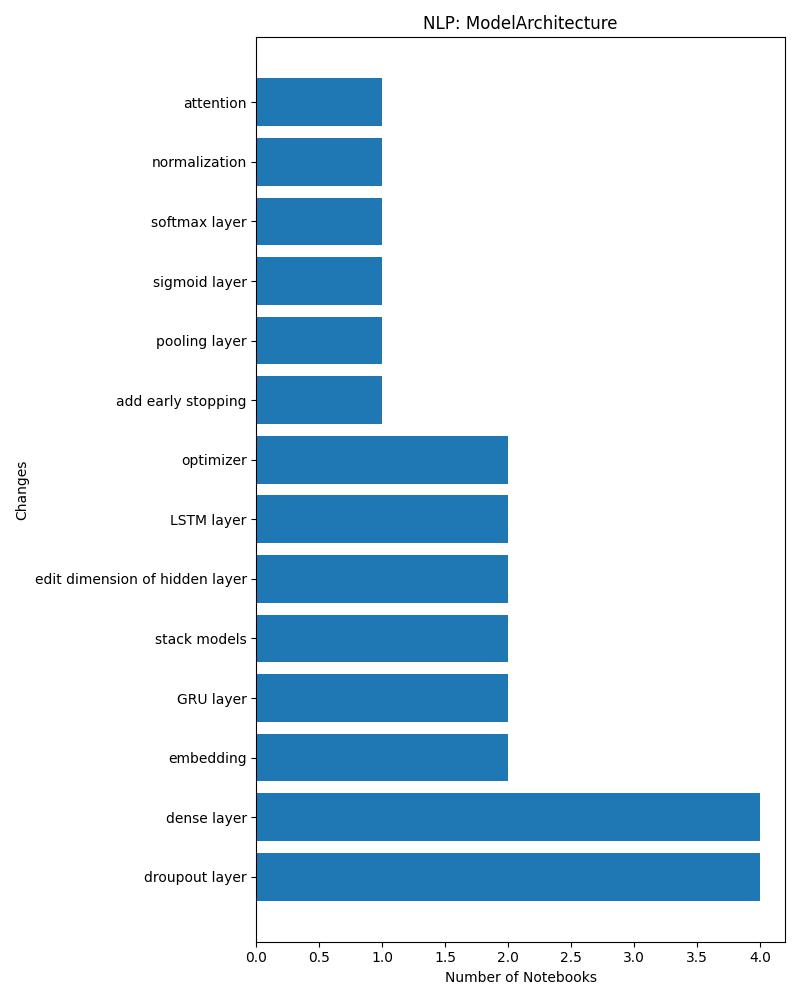 NLP: ModelArchitecture
attention
normalization
softmax layer
sigmoid layer
pooling layer
add early stopping
optimizer
LSTM layer
edit dimension of hidden layer
stack models
GRU layer
embedding
dense layer
droupout layer
Changes
0.0 0.5 1.0 1.5 2.0 2.5 3.0 3.5 4.0
Number of Notebooks